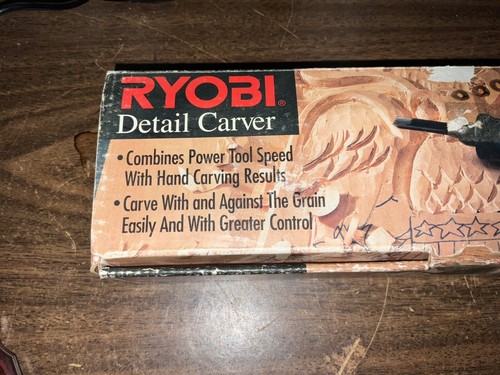 RYOBI®
Detail Carver
• Combines Power Tool Speed
With Hand Carving Results
• Carve With and Against The Grain
Easily And With Greater Control